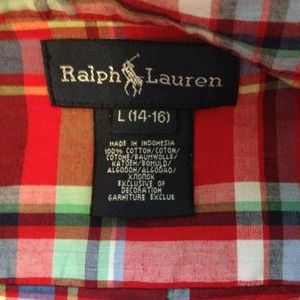 Ralph Lauren
L (14-16)
MADE IN INDONESIA
100% COTTON/COTON/
COTONE/BAUMWOLLE/
KATOEN/BOMULD/
ALGODON/ALGODAO/
ХЛОПОК
EXCLUSIVE OF
DECORATION
GARNITURE EXCLUE